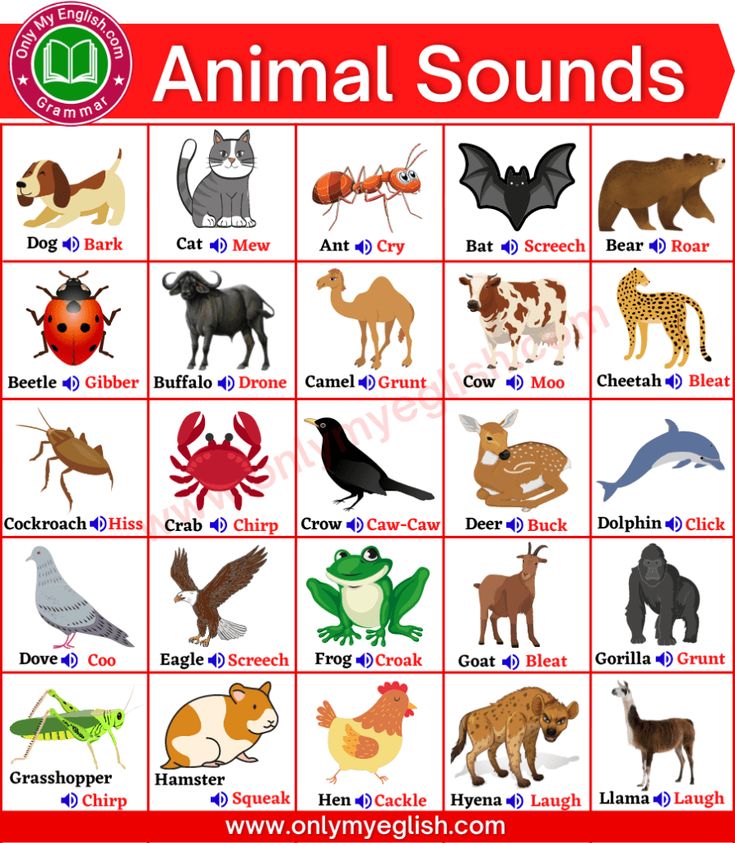 Only My English.com
Grammar
Animal Sounds
Dog Bark
Cat Mew
Ant Cry
Bat Screech
Bear Roar
Beetle Gibber
Buffalo Drone
Camel Grunt
Cow Moo
Cheetah Bleat
Cockroach Hiss
Crab Chirp
Crow Caw-Caw
Deer Buck
Dolphin Click
Dove Coo
Eagle Screech
Frog Croak
Goat Bleat
Gorilla Grunt
Grasshopper
Chirp
Hamster
Squeak
Hen Cackle
Hyena Laugh
Llama Laugh
www.onlymyeglish.com
www.onlymyeglish.com